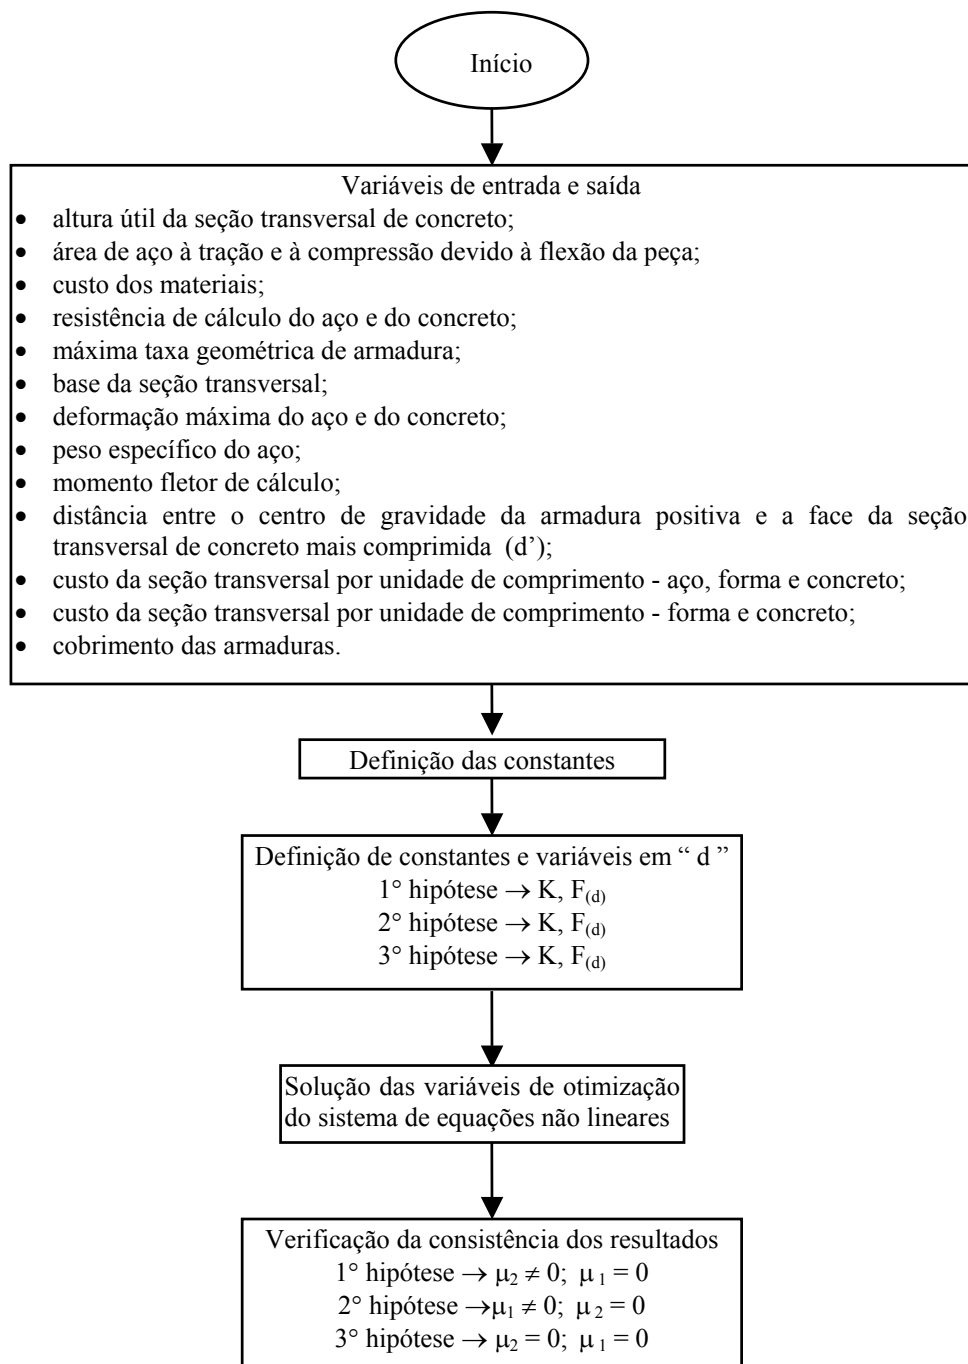 Início
Variáveis de entrada e saída
• altura útil da seção transversal de concreto;
• área de aço à tração e à compressão devido à flexão da peça;
• custo dos materiais;
• resistência de cálculo do aço e do concreto;
• máxima taxa geométrica de armadura;
• base da seção transversal;
• deformação máxima do aço e do concreto;
• peso específico do aço;
• momento fletor de cálculo;
• distância entre o centro de gravidade da armadura positiva e a face da seção
transversal de concreto mais comprimida (d’);
• custo da seção transversal por unidade de comprimento - aço, forma e concreto;
• custo da seção transversal por unidade de comprimento - forma e concreto;
• cobrimento das armaduras.
Definição das constantes
Definição de constantes e variáveis em “ d ”
1° hipótese → K, F(d)
2° hipótese → K, F(d)
3° hipótese → K, F(d)
Solução das variáveis de otimização
do sistema de equações não lineares
Verificação da consistência dos resultados
1° hipótese → μ2 ≠ 0; μ 1 = 0
2° hipótese →μ1 ≠ 0; μ 2 = 0
3° hipótese → μ2 = 0; μ 1 = 0